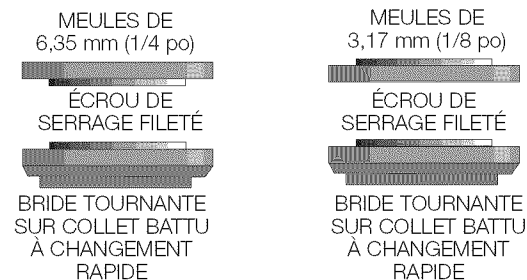 MEULES DE
6,35 mm (1/4 po)
ÉCROU DE
SERRAGE FILETÉ
BRIDE TOURNANTE
SUR COLLET BATTU
À CHANGEMENT
RAPIDE
MEULES DE
3,17 mm (1/8 po)
ÉCROU DE
SERRAGE FILETÉ
BRIDE TOURNANTE
SUR COLLET BATTU
À CHANGEMENT
RAPIDE